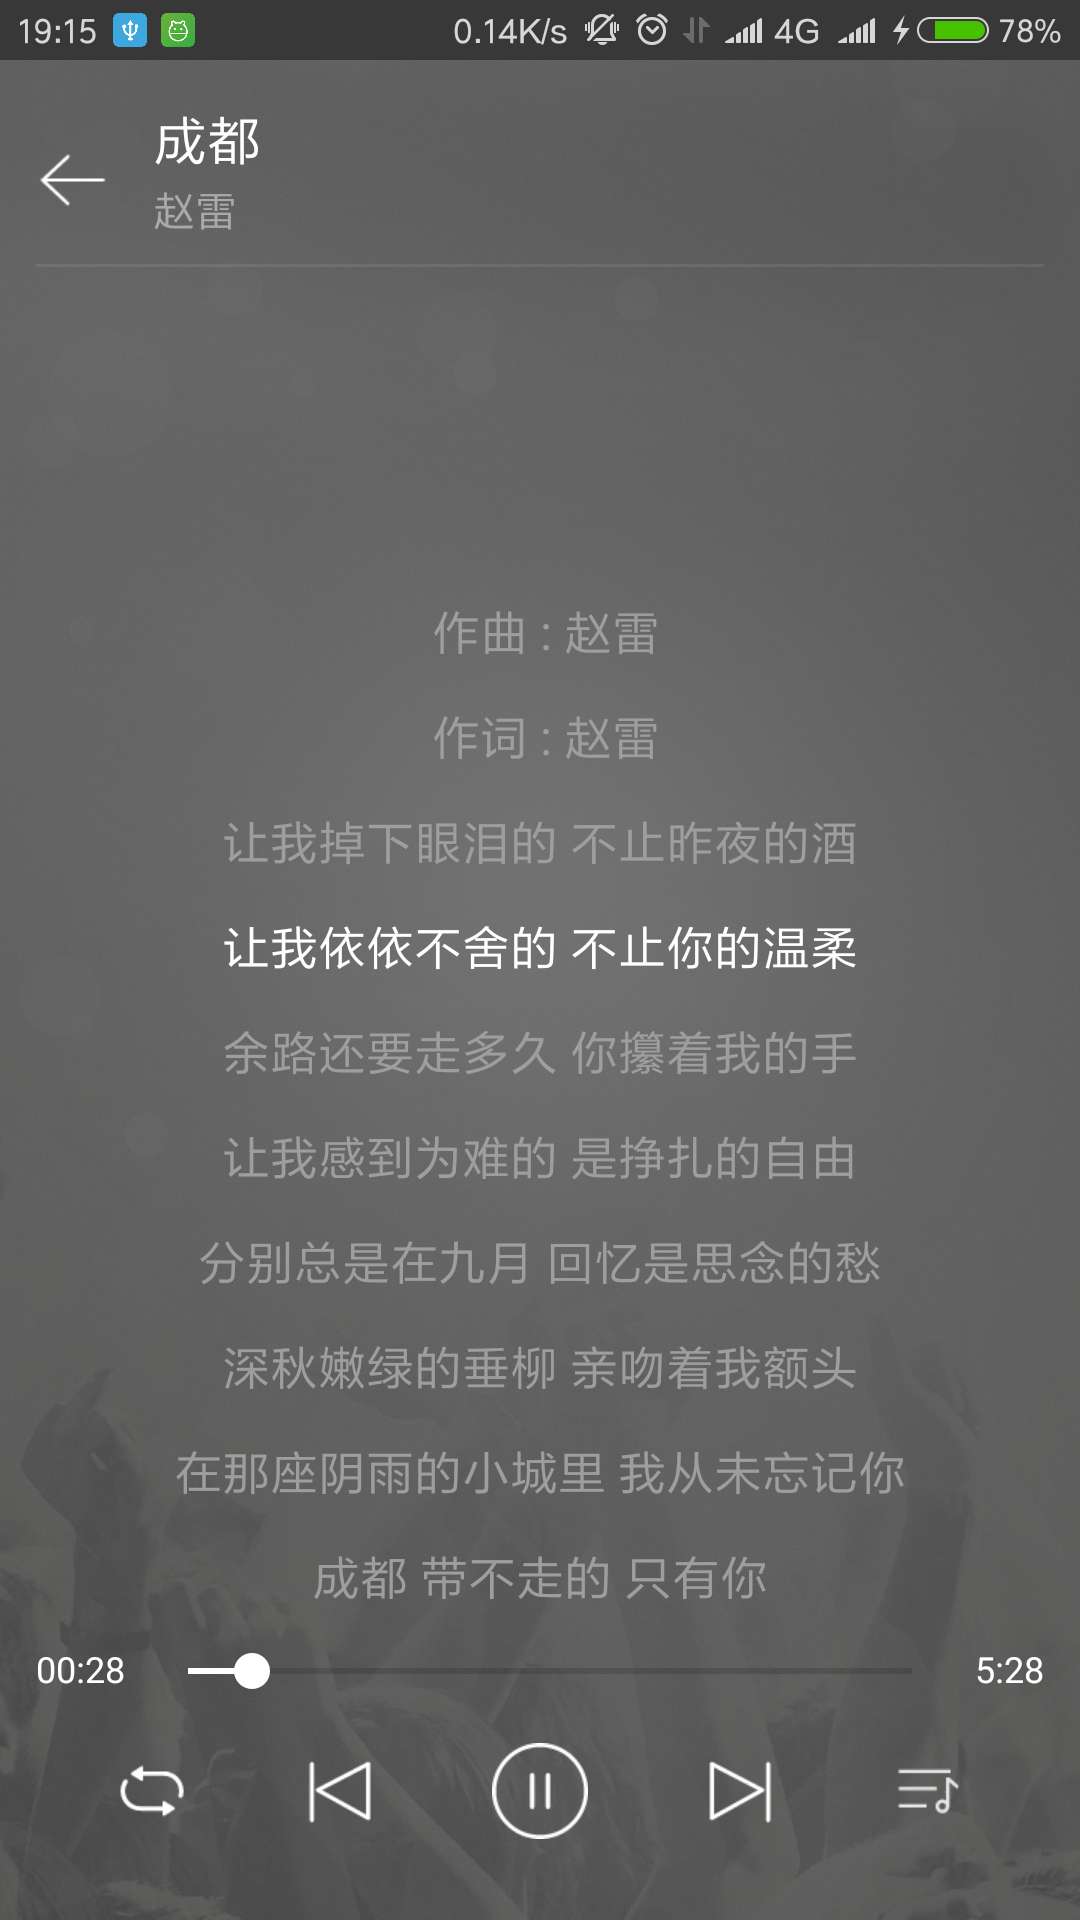 19:15 0.14K/s 4G 78%
成都
赵雷
作曲 : 赵雷
作词 : 赵雷
让我掉下眼泪的 不止昨夜的酒
让我依依不舍的 不止你的温柔
余路还要走多久 你攥着我的手
让我感到为难的 是挣扎的自由
分别总是在九月 回忆是思念的愁
深秋嫩绿的垂柳 亲吻着我额头
在那座阴雨的小城里 我从未忘记你
成都 带不走的 只有你
00:28 5:28